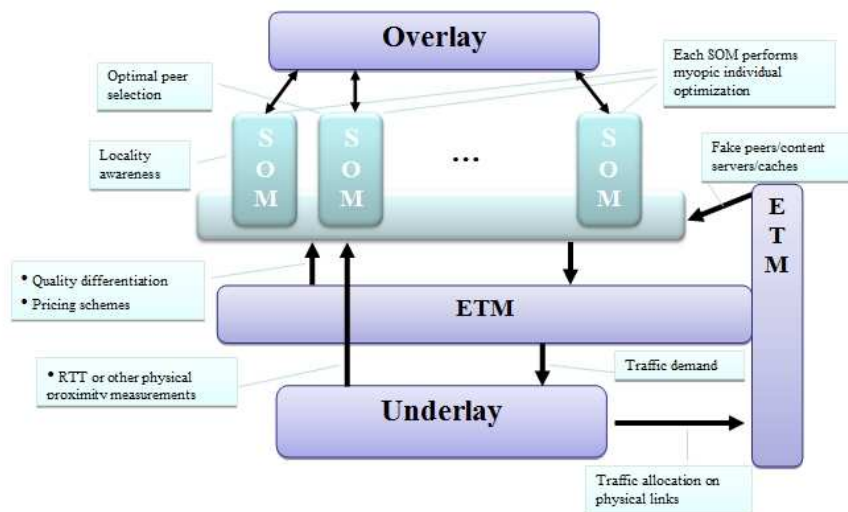 Overlay
Optimal peer
selection
Each SOM performs
myopic individual
optimization
S
O
M
S
O
M
...
S
O
M
Locality
awareness
Fake peers/content
servers/caches
E
T
M
• Quality differentiation
• Pricing schemes
ETM
• RTT or other physical
proximity measurements
Traffic demand
Underlay
Traffic allocation on
physical links